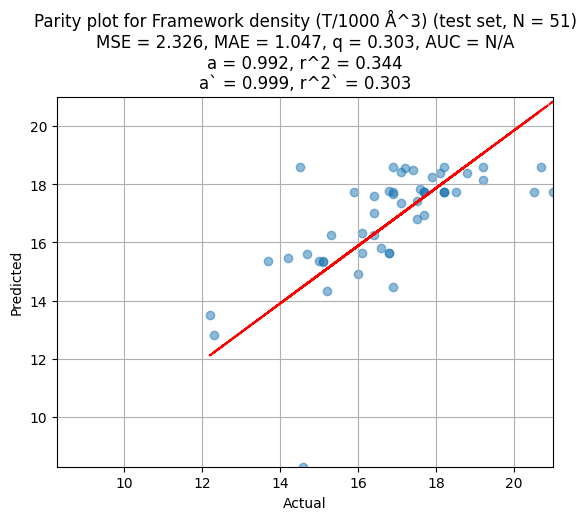 Parity plot for Framework density (T/1000 Å^3) (test set, N = 51)
MSE = 2.326, MAE = 1.047, q = 0.303, AUC = N/A
a = 0.992, r^2 = 0.344
a` = 0.999, r^2` = 0.303
20
18
16
14
12
10
Predicted
10 12 14 16 18 20
Actual